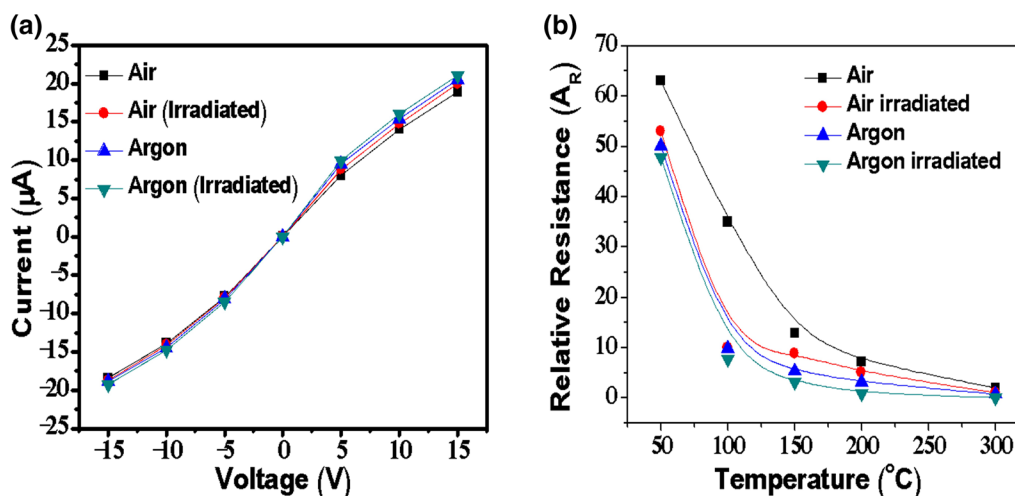 (a)
25
20
15
10
5
0
-5
-10
-15
-20
-25
Current (µA)
Air
Air (Irradiated)
Argon
Argon (Irradiated)
-15 -10 -5 0 5 10 15
Voltage (V)
(b)
70
60
50
40
30
20
10
0
Relative Resistance (A_R)
Air
Air irradiated
Argon
Argon irradiated
50 100 150 200 250 300
Temperature (°C)